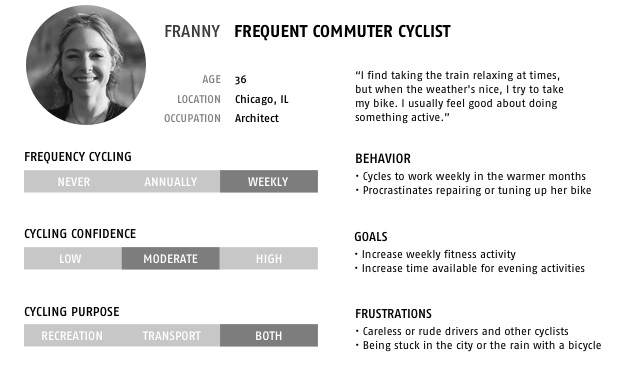 FRANNY FREQUENT COMMUTER CYCLIST
AGE 36
LOCATION Chicago, IL
OCCUPATION Architect
“I find taking the train relaxing at times,
but when the weather's nice, I try to take
my bike. I usually feel good about doing
something active.”
FREQUENCY CYCLING
NEVER ANNUALLY WEEKLY
CYCLING CONFIDENCE
LOW MODERATE HIGH
CYCLING PURPOSE
RECREATION TRANSPORT BOTH
BEHAVIOR
• Cycles to work weekly in the warmer months
• Procrastinates repairing or tuning up her bike
GOALS
• Increase weekly fitness activity
• Increase time available for evening activities
FRUSTRATIONS
• Careless or rude drivers and other cyclists
• Being stuck in the city or the rain with a bicycle